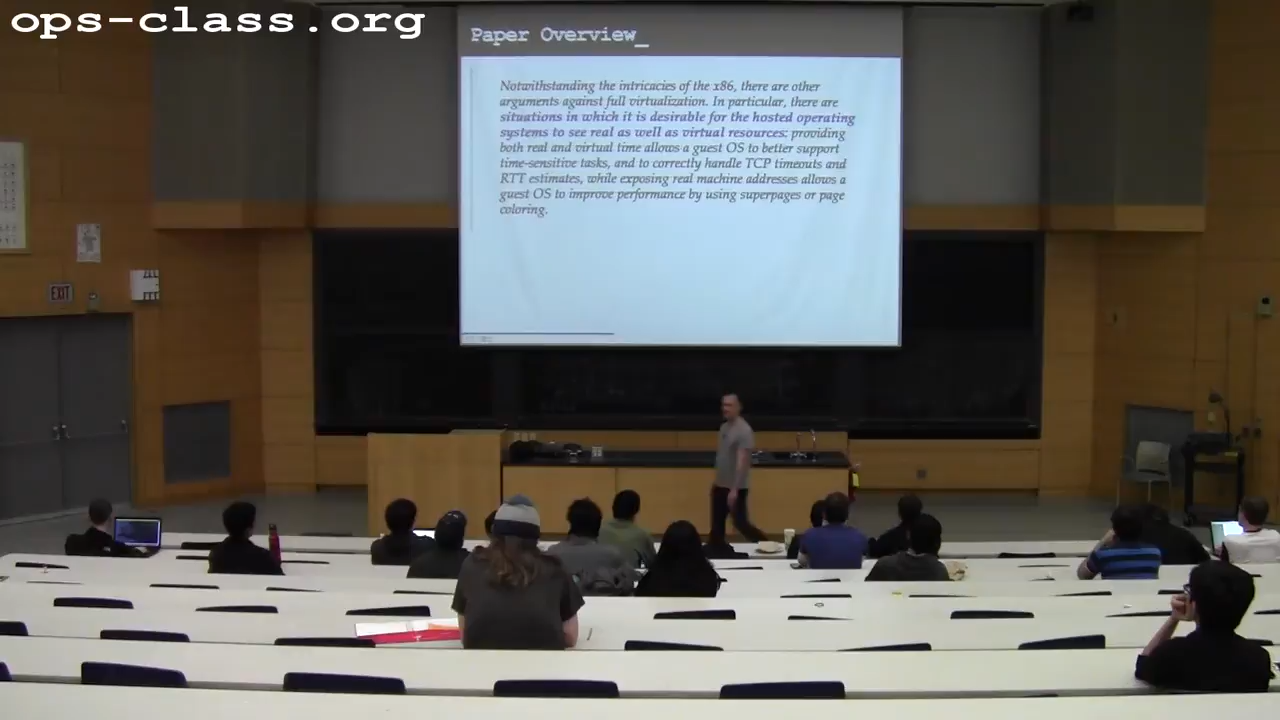 ops-class.org
Paper Overview_
Notwithstanding the intricacies of the x86, there are other
arguments against full virtualization. In particular, there are
situations in which it is desirable for the hosted operating
systems to see real as well as virtual resources: providing
both real and virtual time allows a guest OS to better support
time-sensitive tasks, and to correctly handle TCP timeouts and
RTT estimates, while exposing real machine addresses allows a
guest OS to improve performance by using superpages or page
coloring.
EXIT